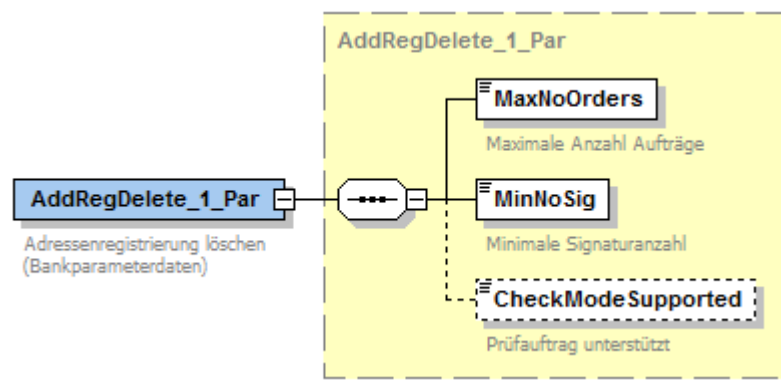 AddRegDelete_1_Par
MaxNoOrders
Maximale Anzahl Aufträge
AddRegDelete_1_Par
Adressenregistrierung löschen
(Bankparameterdaten)
MinNoSig
Minimale Signaturanzahl
CheckModeSupported
Prüfauftrag unterstützt